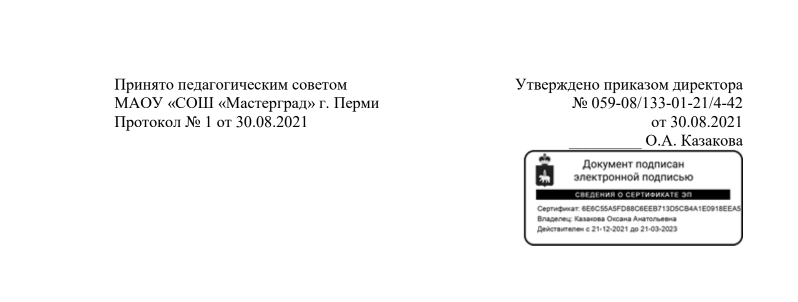 Принято педагогическим советом
МАОУ «СОШ «Мастерград» г. Перми
Протокол № 1 от 30.08.2021
Утверждено приказом директора
№ 059-08/133-01-21/4-42
от 30.08.2021
_________ О.А. Казакова
Документ подписан
электронной подписью
СВЕДЕНИЯ О СЕРТИФИКАТЕ ЭП
Сертификат: 6E6C55A5FD88C6EEB713D5CB4A1E0918EEA5
Владелец: Казакова Оксана Анатольевна
Действителен с 21-12-2021 до 21-03-2023